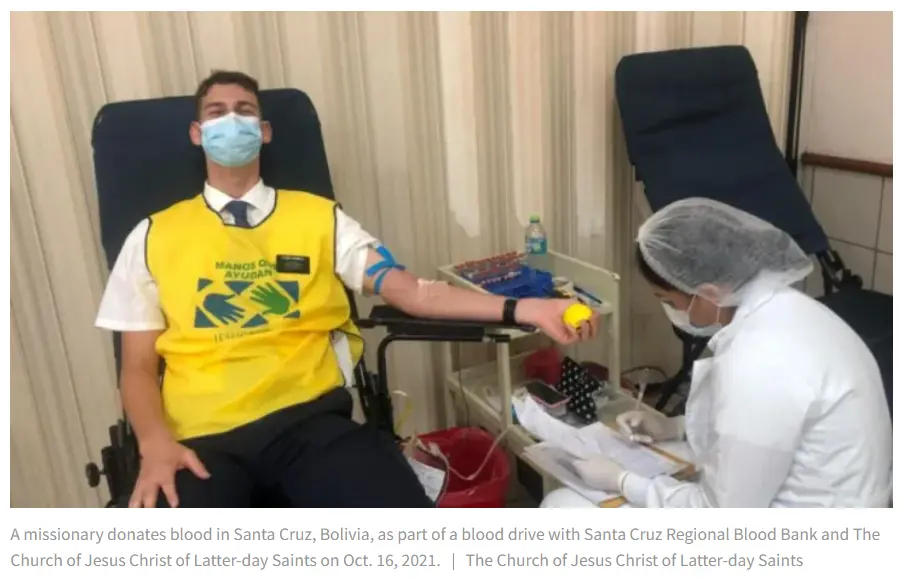 MANOS QUE
AYUDAN
A missionary donates blood in Santa Cruz, Bolivia, as part of a blood drive with Santa Cruz Regional Blood Bank and The
Church of Jesus Christ of Latter-day Saints on Oct. 16, 2021. | The Church of Jesus Christ of Latter-day Saints